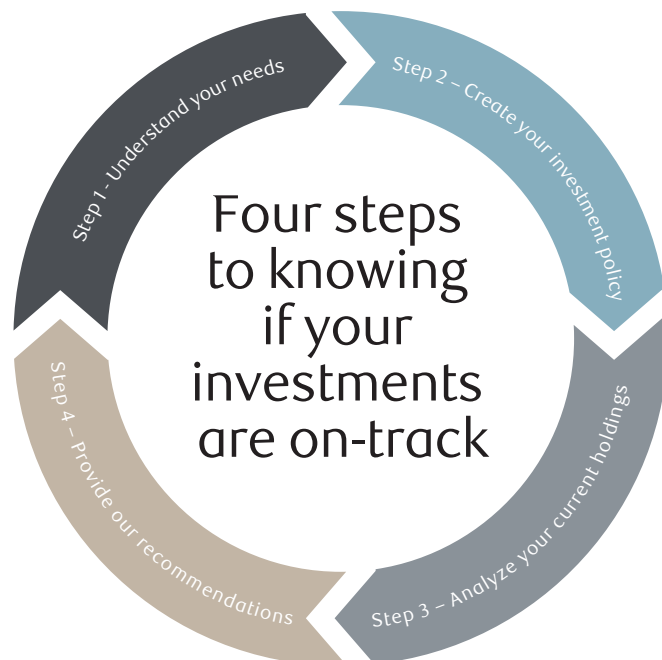 Four steps
to knowing
if your
investments
are on-track
Step 1 - Understand your needs
Step 2 – Create your investment policy
Step 3 – Analyze your current holdings
Step 4 – Provide our recommendations